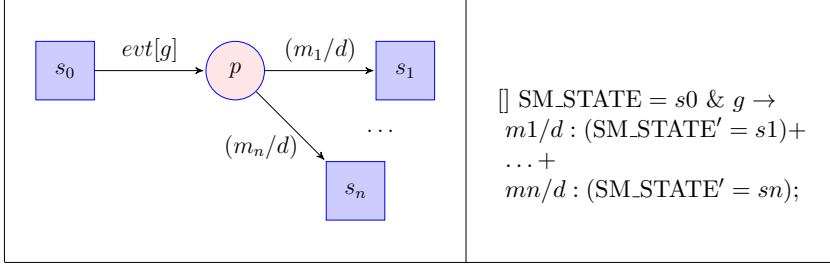 evt[g]
(m₁/d)
s₀
p
s₁
...
(mₙ/d)
sₙ
[] SM_STATE = s0 & g →
m1/d : (SM_STATE′ = s1)+
... +
mn/d : (SM_STATE′ = sn);